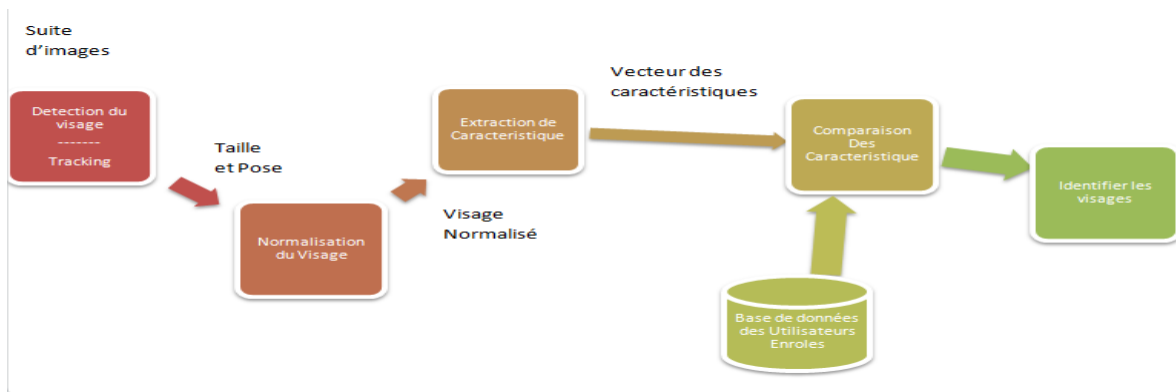 Suite
d'images
Detection du
visage
-------
Tracking
Taille
et Pose
Normalisation
du Visage
Extraction de
Caracteristique
Visage
Normalisé
Vecteur des
caractéristiques
Comparaison
Des
Caracteristique
Base de données
des Utilisateurs
Enroles
Identifier les
visages